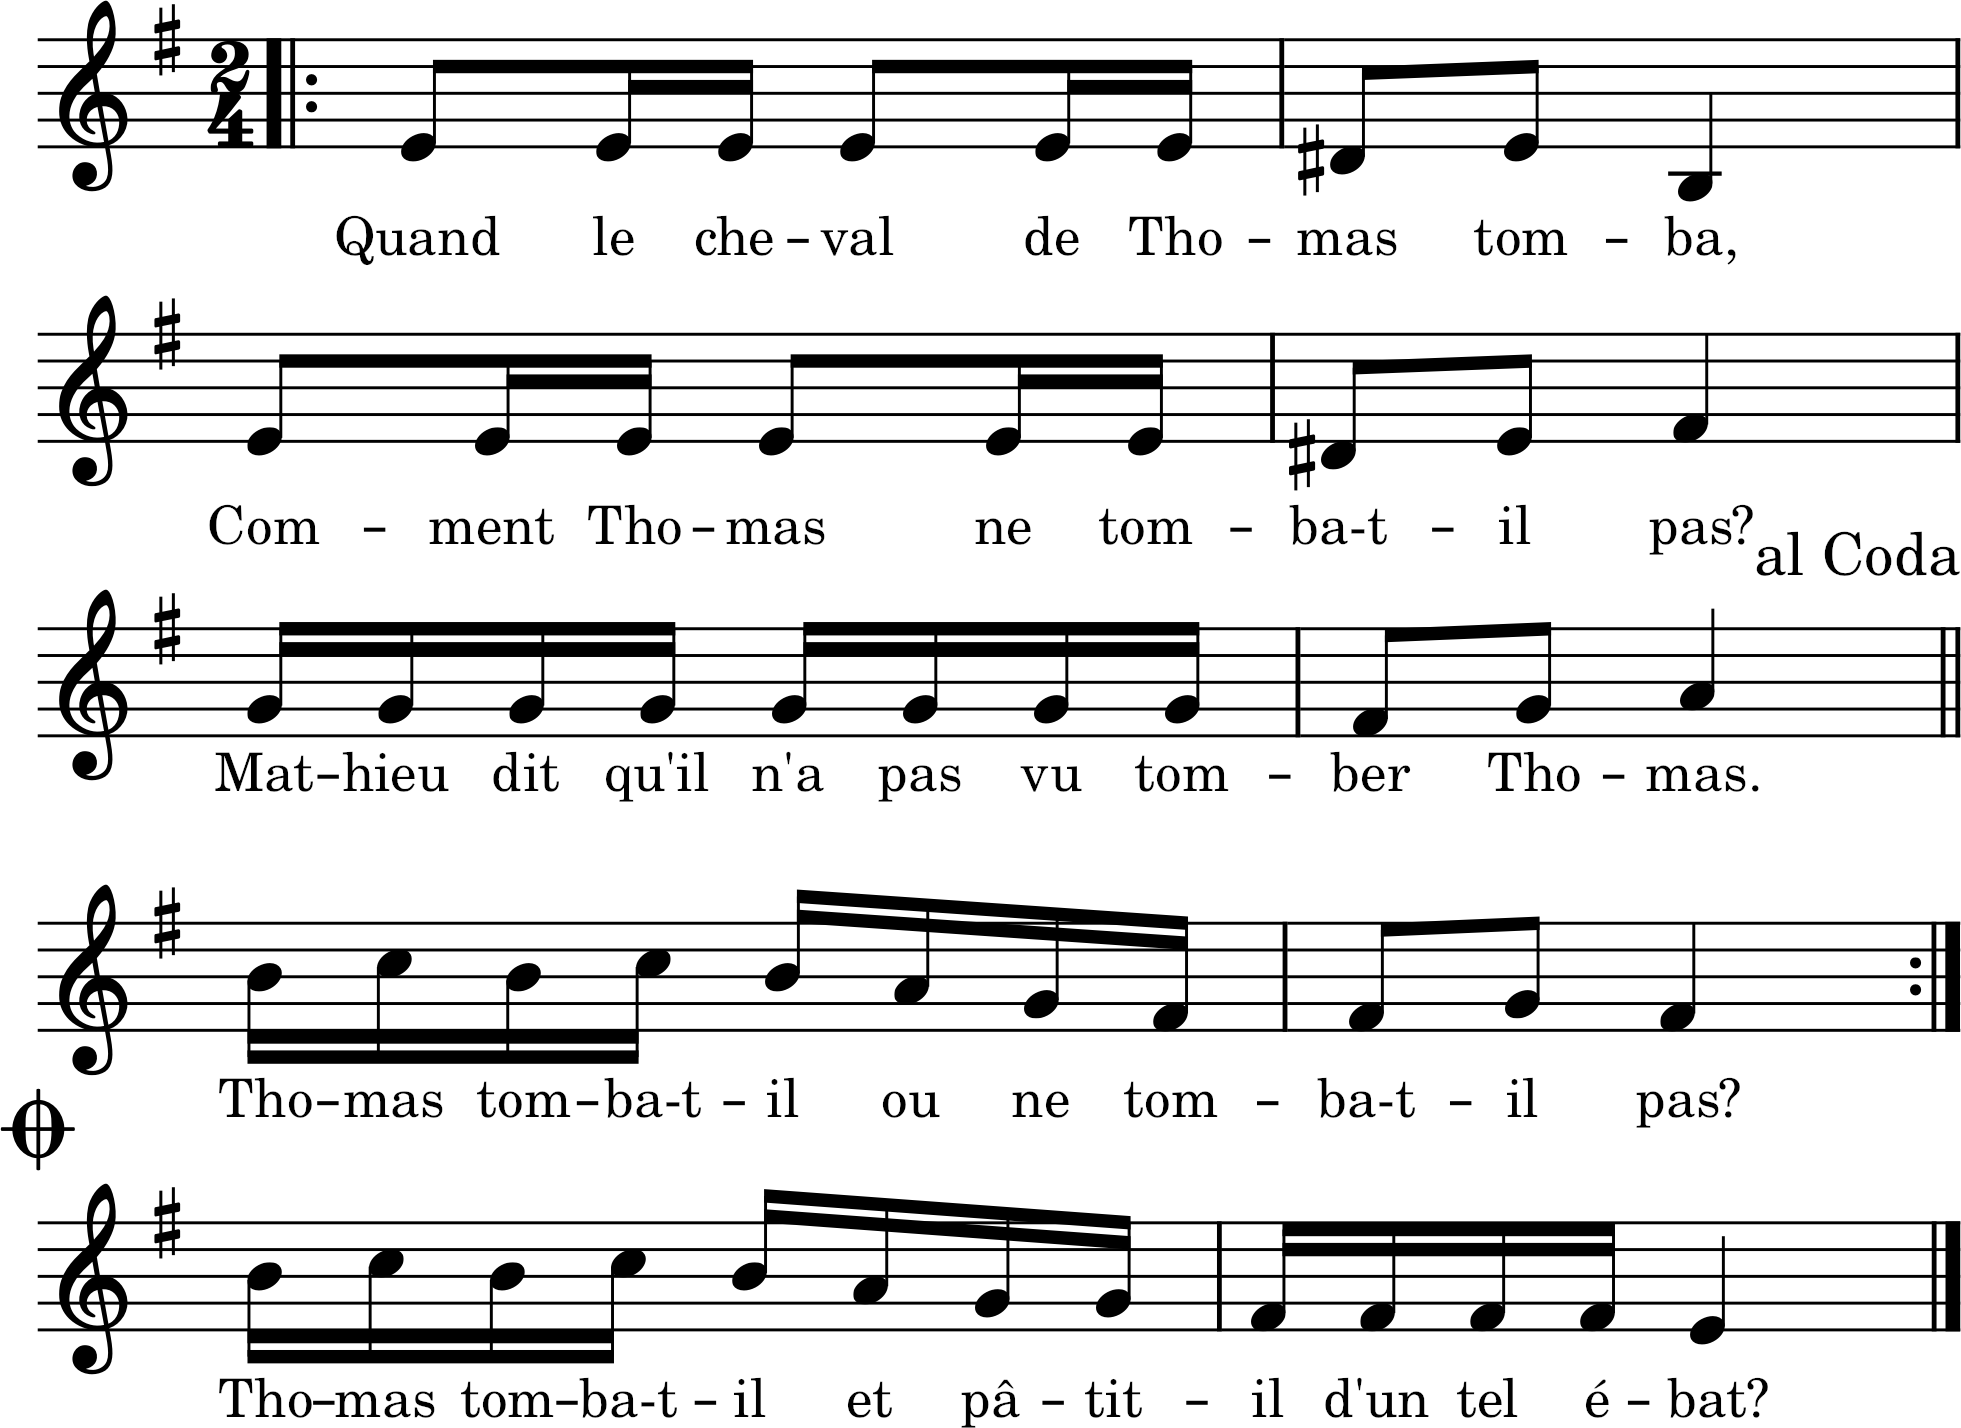 2
4
Quand le che – val de Tho – mas tom – ba,
Com – ment Tho – mas ne tom – ba-t – il pas?
al Coda
Mat – hieu dit qu'il n'a pas vu tom – ber Tho – mas.
Tho – mas tom – ba-t – il ou ne tom – ba-t – il pas?
Tho – mas tom – ba-t – il et pâ – tit – il d'un tel é – bat?